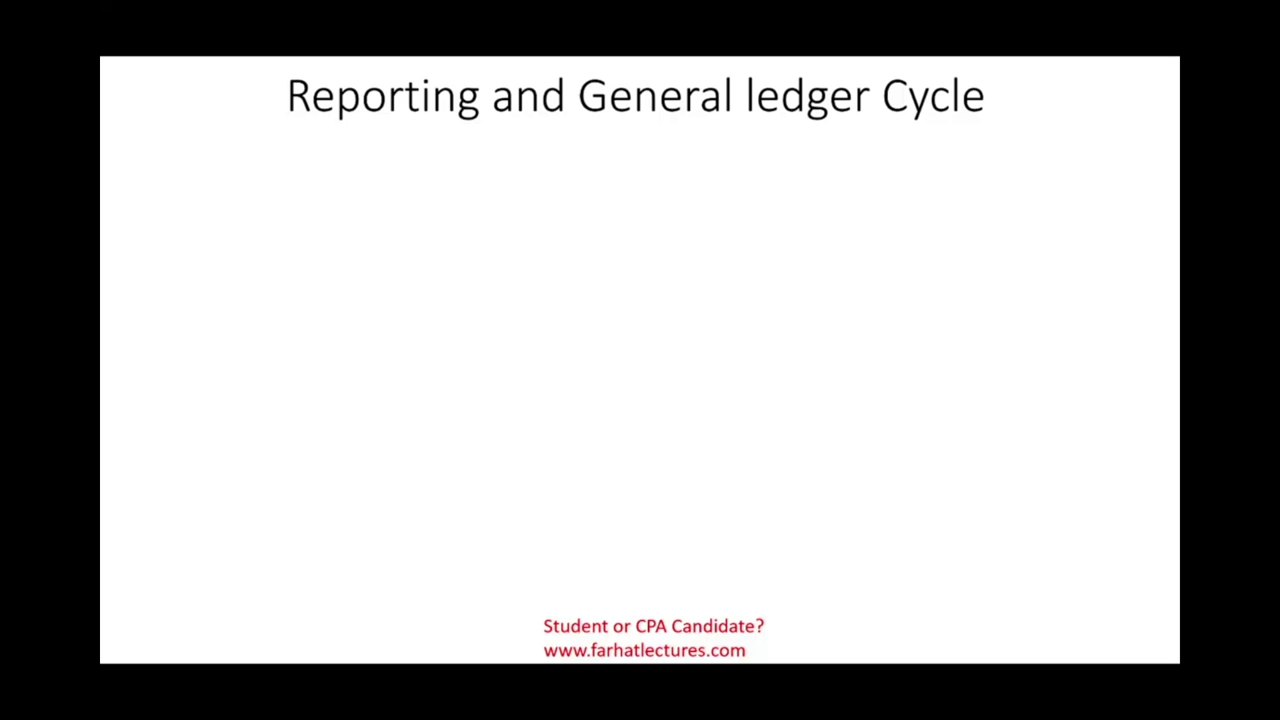 Reporting and General ledger Cycle
Student or CPA Candidate?
www.farhatlectures.com